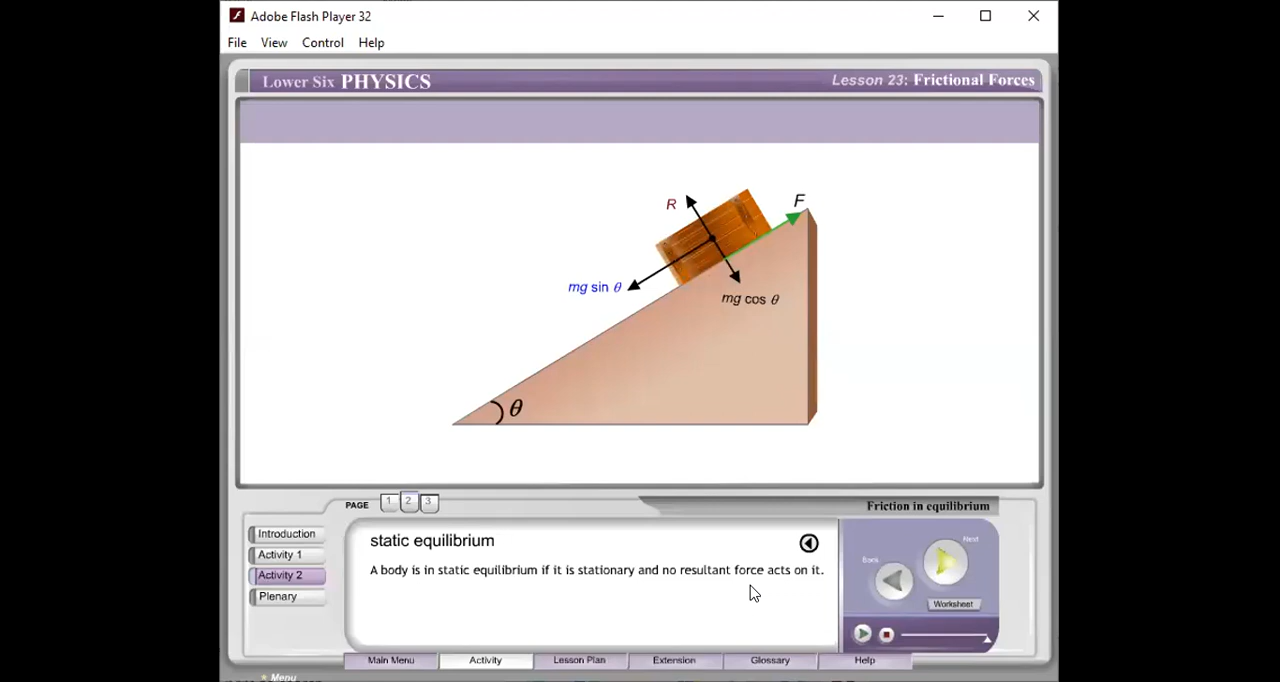 Adobe Flash Player 32
File View Control Help
Lower Six PHYSICS
Lesson 23: Frictional Forces
R
F
mg sin θ
mg cos θ
θ
PAGE 1 2 3
Friction in equilibrium
Introduction
Activity 1
Activity 2
Plenary
static equilibrium
A body is in static equilibrium if it is stationary and no resultant force acts on it.
Next
Back
Worksheet
Main Menu Activity Lesson Plan Extension Glossary Help
Menu